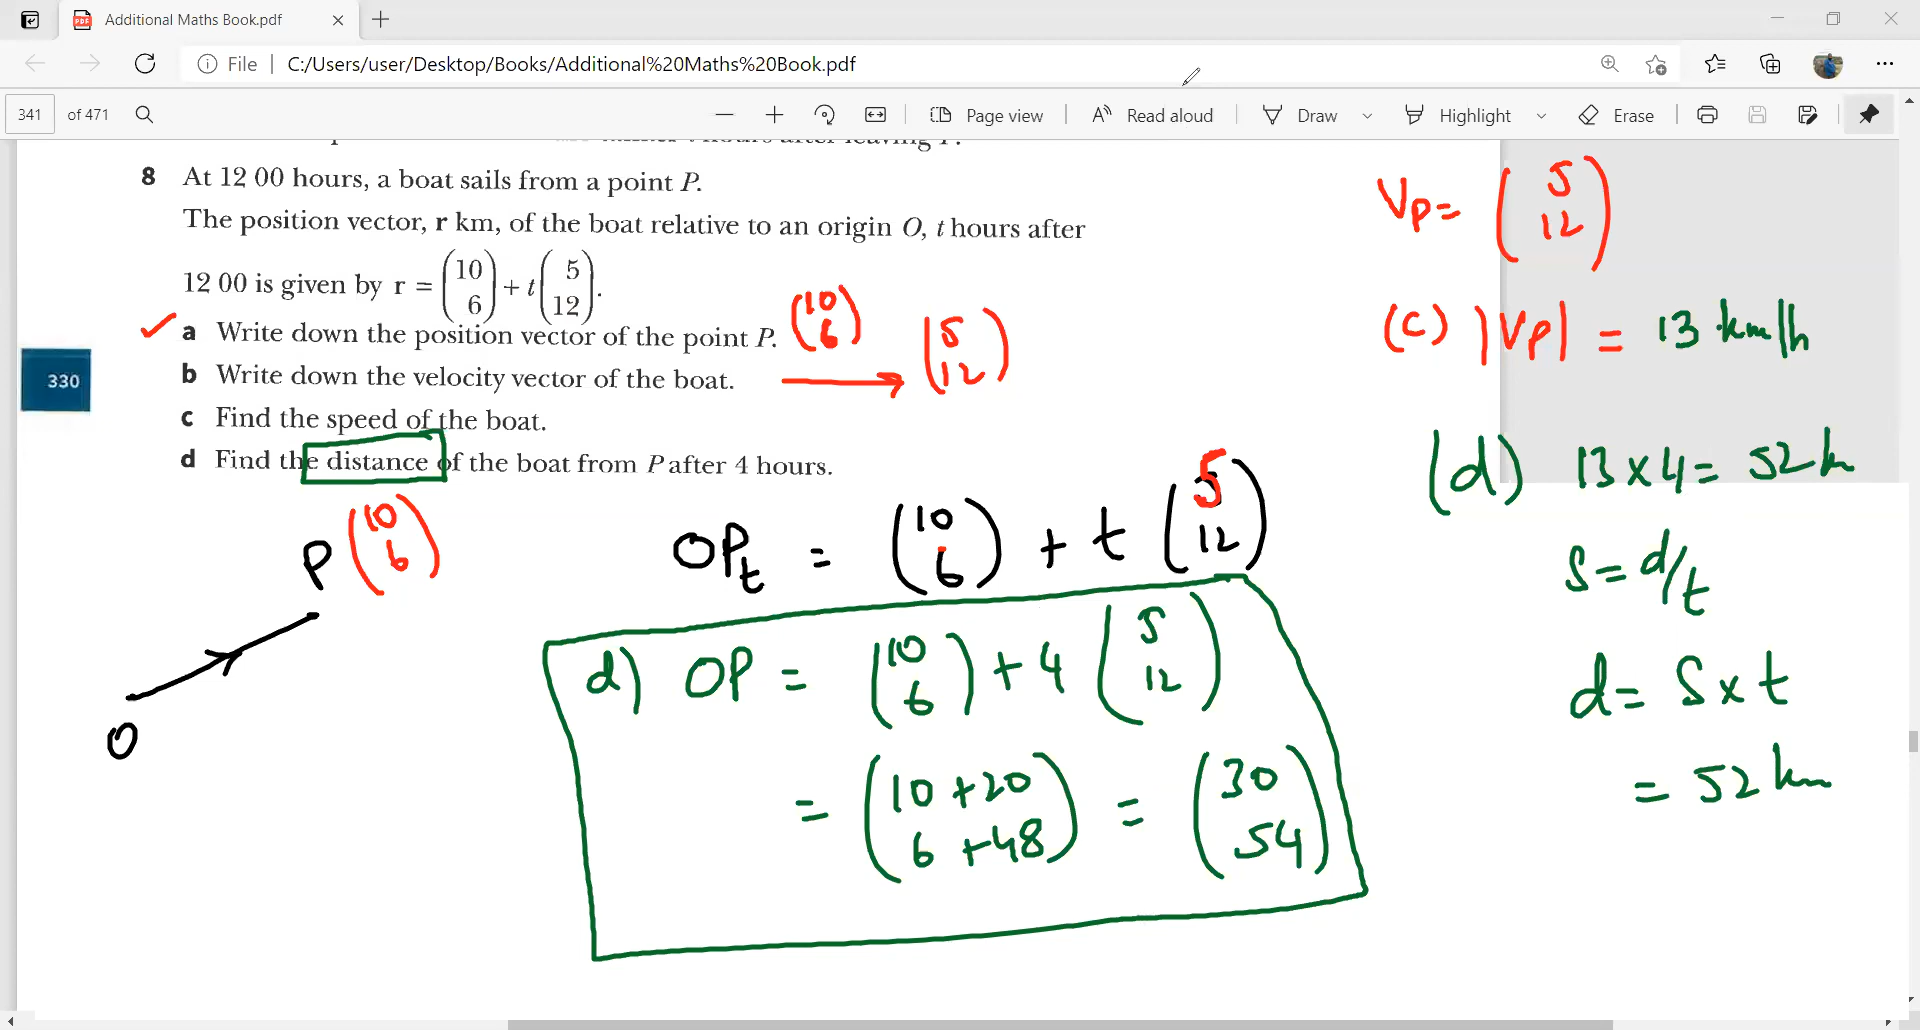 Additional Maths Book.pdf
File | C:/Users/user/Desktop/Books/Additional%20Maths%20Book.pdf
341 of 471
Page view
Read aloud
Draw
Highlight
Erase
8 At 12 00 hours, a boat sails from a point P.
The position vector, r km, of the boat relative to an origin O, t hours after
12 00 is given by r = (10 6) + t(5 12).
a Write down the position vector of the point P. (10 6)
b Write down the velocity vector of the boat. (5 12)
c Find the speed of the boat.
d Find the distance of the boat from P after 4 hours.
330
Vp = (5 12)
(c) |Vp| = 13 km/h
(d) 13 x 4 = 52 km
S = d/t
d = S x t
= 52 km
P (10 6)
O
OPt = (10 6) + t (5 12)
d) OP = (10 6) + 4 (5 12)
= (10 + 20 6 + 48) = (30 54)